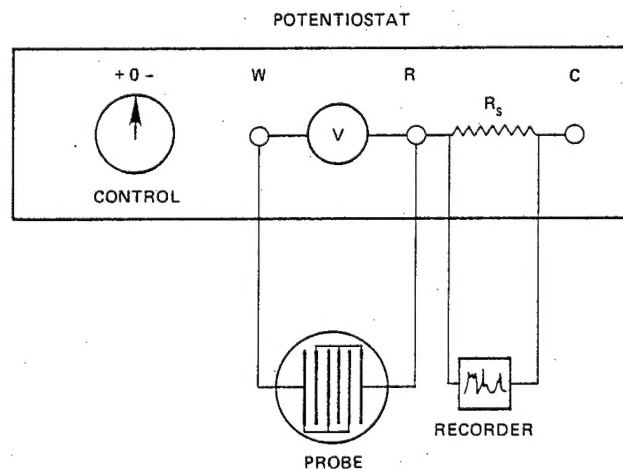 POTENTIOSTAT
+ 0 -
W
R
C
Rs
V
CONTROL
RECORDER
PROBE